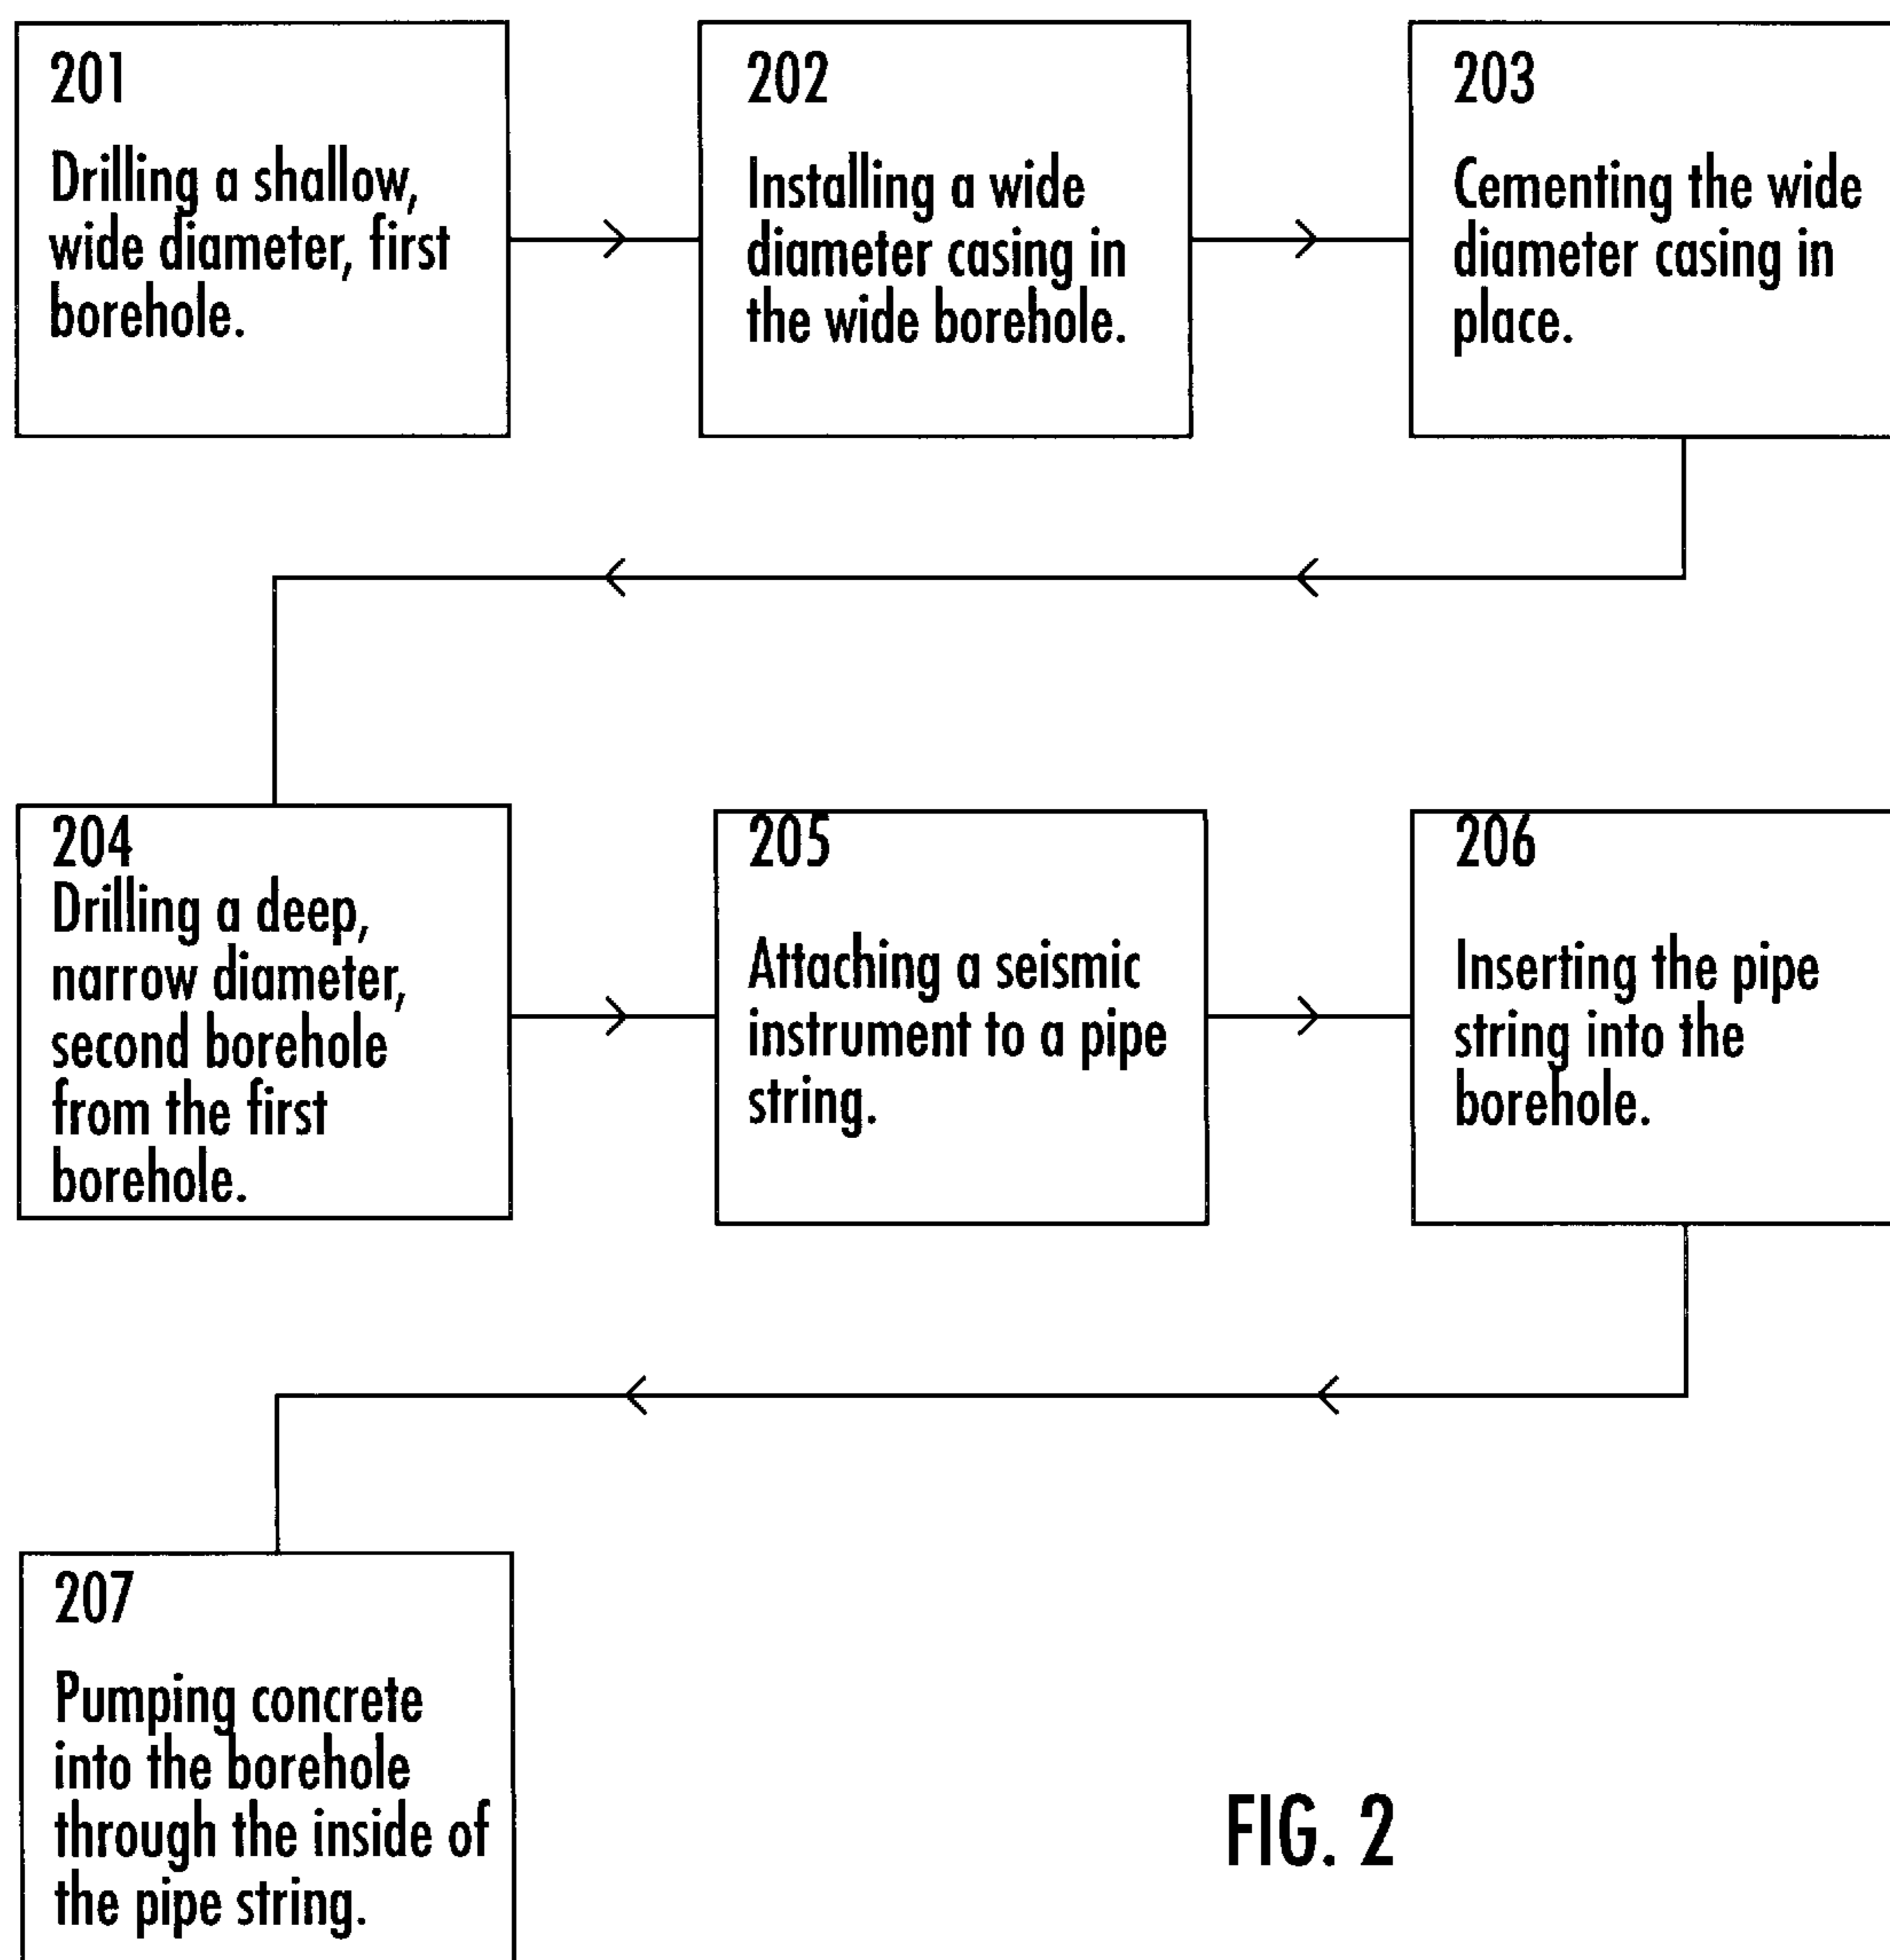 201
Drilling a shallow,
wide diameter, first
borehole.
202
Installing a wide
diameter casing in
the wide borehole.
203
Cementing the wide
diameter casing in
place.
204
Drilling a deep,
narrow diameter,
second borehole
from the first
borehole.
205
Attaching a seismic
instrument to a pipe
string.
206
Inserting the pipe
string into the
borehole.
207
Pumping concrete
into the borehole
through the inside of
the pipe string.
FIG. 2